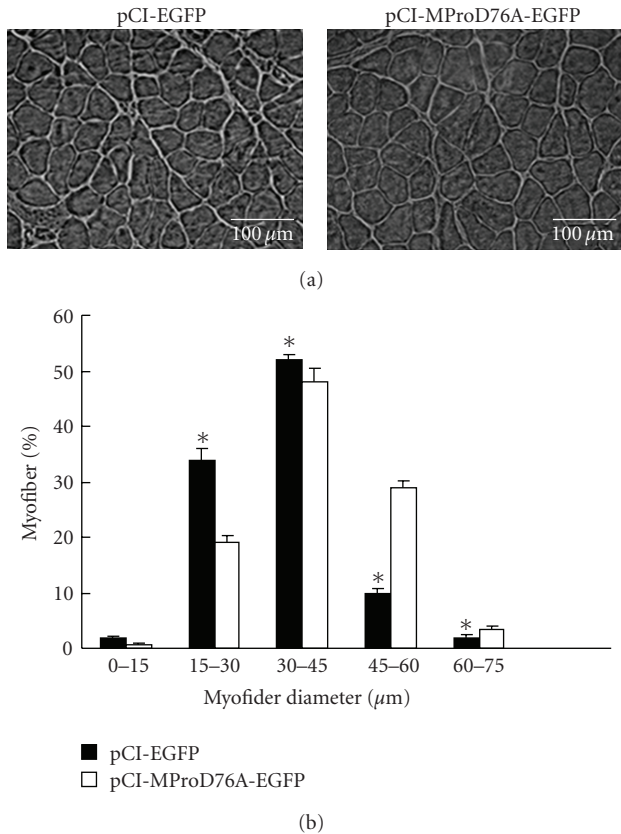 pCI-EGFP
pCI-MProD76A-EGFP
100 μm
100 μm
(a)
60
50
40
30
20
10
0
Myofiber (%)
*
*
*
*
0–15
15–30
30–45
45–60
60–75
Myofider diameter (μm)
pCI-EGFP
pCI-MProD76A-EGFP
(b)